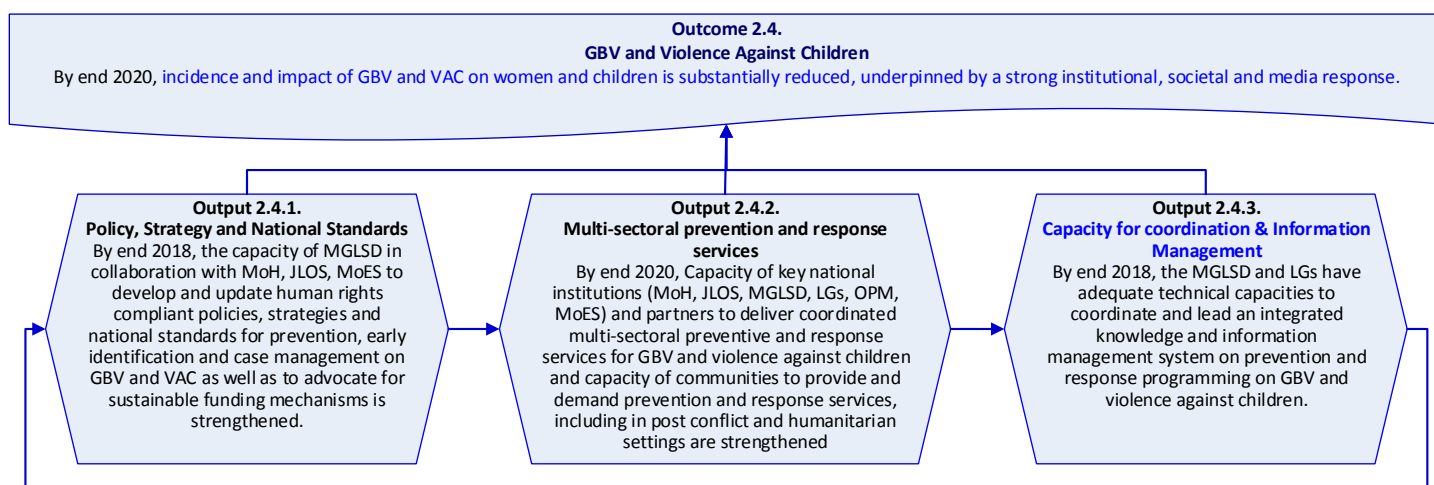 Outcome 2.4.
GBV and Violence Against Children
By end 2020, incidence and impact of GBV and VAC on women and children is substantially reduced, underpinned by a strong institutional, societal and media response.
Output 2.4.1.
Policy, Strategy and National Standards
By end 2018, the capacity of MGLSD in
collaboration with MoH, JLOS, MoES to
develop and update human rights
compliant policies, strategies and
national standards for prevention, early
identification and case management on
GBV and VAC as well as to advocate for
sustainable funding mechanisms is
strengthened.
Output 2.4.2.
Multi-sectoral prevention and response
services
By end 2020, Capacity of key national
institutions (MoH, JLOS, MGLSD, LGs, OPM,
MoES) and partners to deliver coordinated
multi-sectoral preventive and response
services for GBV and violence against children
and capacity of communities to provide and
demand prevention and response services,
including in post conflict and humanitarian
settings are strengthened
Output 2.4.3.
Capacity for coordination & Information
Management
By end 2018, the MGLSD and LGs have
adequate technical capacities to
coordinate and lead an integrated
knowledge and information
management system on prevention and
response programming on GBV and
violence against children.